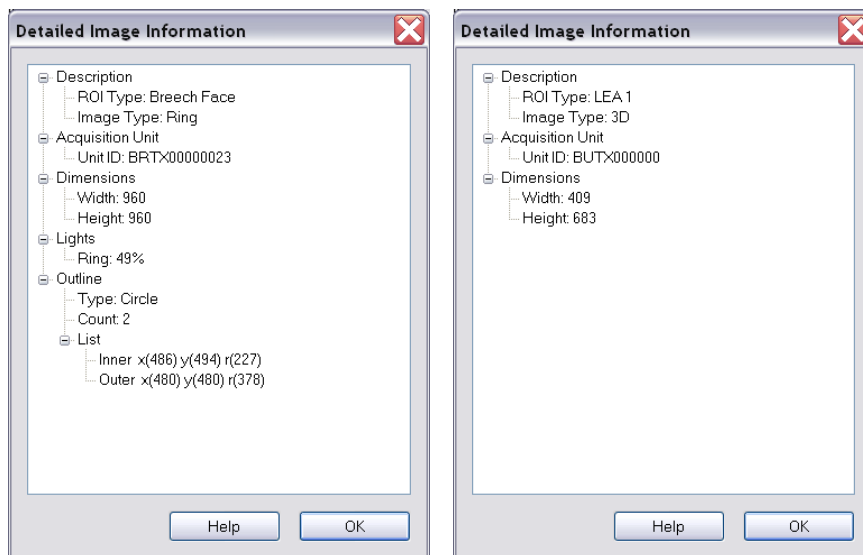 Detailed Image Information
Description
ROI Type: Breech Face
Image Type: Ring
Acquisition Unit
Unit ID: BRTX00000023
Dimensions
Width: 960
Height: 960
Lights
Ring: 49%
Outline
Type: Circle
Count: 2
List
Inner x(486) y(494) r(227)
Outer x(480) y(480) r(378)
Help
OK
Detailed Image Information
Description
ROI Type: LEA 1
Image Type: 3D
Acquisition Unit
Unit ID: BUTX000000
Dimensions
Width: 409
Height: 683
Help
OK